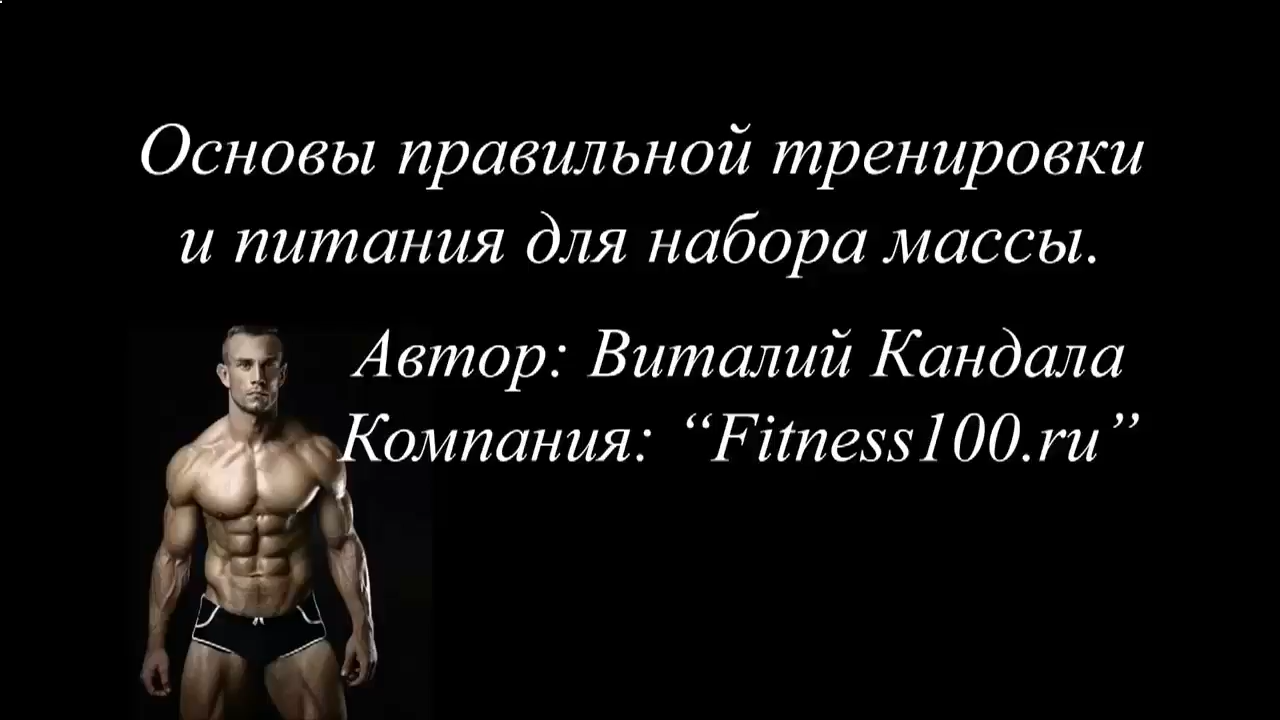 Основы правильной тренировки
и питания для набора массы.
Автор: Виталий Кандала
Компания: “Fitness100.ru”